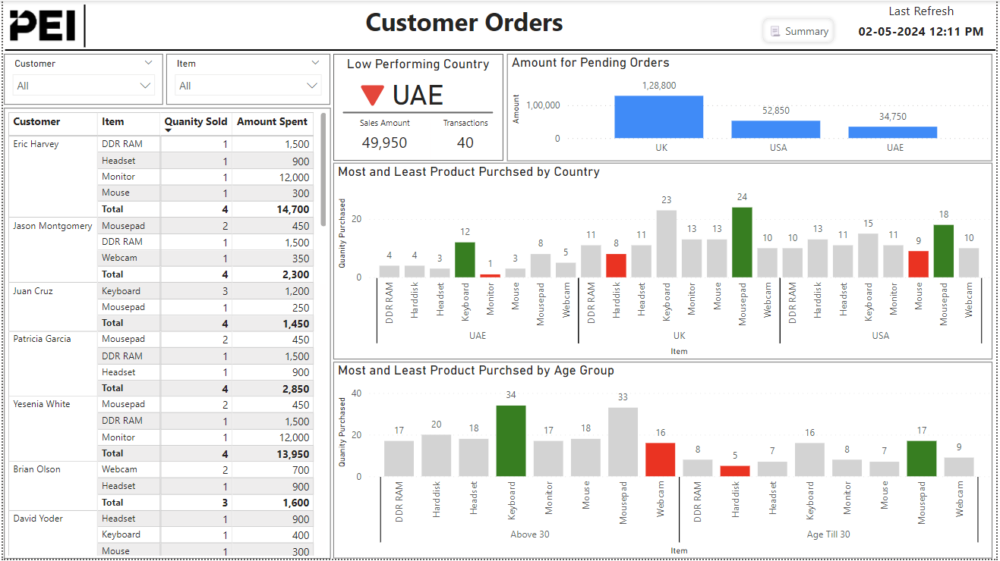 PEI
Customer Orders
Summary
Last Refresh
02-05-2024 12:11 PM
Customer
All
Item
All
Customer Item Quanity Sold Amount Spent
Eric Harvey DDR RAM 1 1,500
Headset 1 900
Monitor 1 12,000
Mouse 1 300
Total 4 14,700
Jason Montgomery Mousepad 2 450
DDR RAM 1 1,500
Webcam 1 350
Total 4 2,300
Juan Cruz Keyboard 3 1,200
Mousepad 1 250
Total 4 1,450
Patricia Garcia Mousepad 2 450
DDR RAM 1 1,500
Headset 1 900
Total 4 2,850
Yesenia White Mousepad 2 450
DDR RAM 1 1,500
Monitor 1 12,000
Total 4 13,950
Brian Olson Webcam 2 700
Headset 1 900
Total 3 1,600
David Yoder Headset 1 900
Keyboard 1 400
Mouse 1 300
Low Performing Country
UAE
Sales Amount Transactions
49,950 40
Amount for Pending Orders
Amount
1,00,000
0
1,28,800 52,850 34,750
UK USA UAE
Most and Least Product Purchsed by Country
Quanity Purchased
20
0
4 4 3 12 1 3 8 5 11 8 11 23 13 13 24 10 10 13 11 15 11 9 18 10
DDR RAM Harddisk Headset Keyboard Monitor Mouse Mousepad Webcam DDR RAM Harddisk Headset Keyboard Monitor Mouse Mousepad Webcam DDR RAM Harddisk Headset Keyboard Monitor Mouse Mousepad Webcam
UAE UK USA
Item
Most and Least Product Purchsed by Age Group
Quanity Purchased
40
20
0
17 20 18 34 17 18 33 16 8 5 7 16 8 7 17 9
DDR RAM Harddisk Headset Keyboard Monitor Mouse Mousepad Webcam DDR RAM Harddisk Headset Keyboard Monitor Mouse Mousepad Webcam
Above 30 Age Till 30
Item